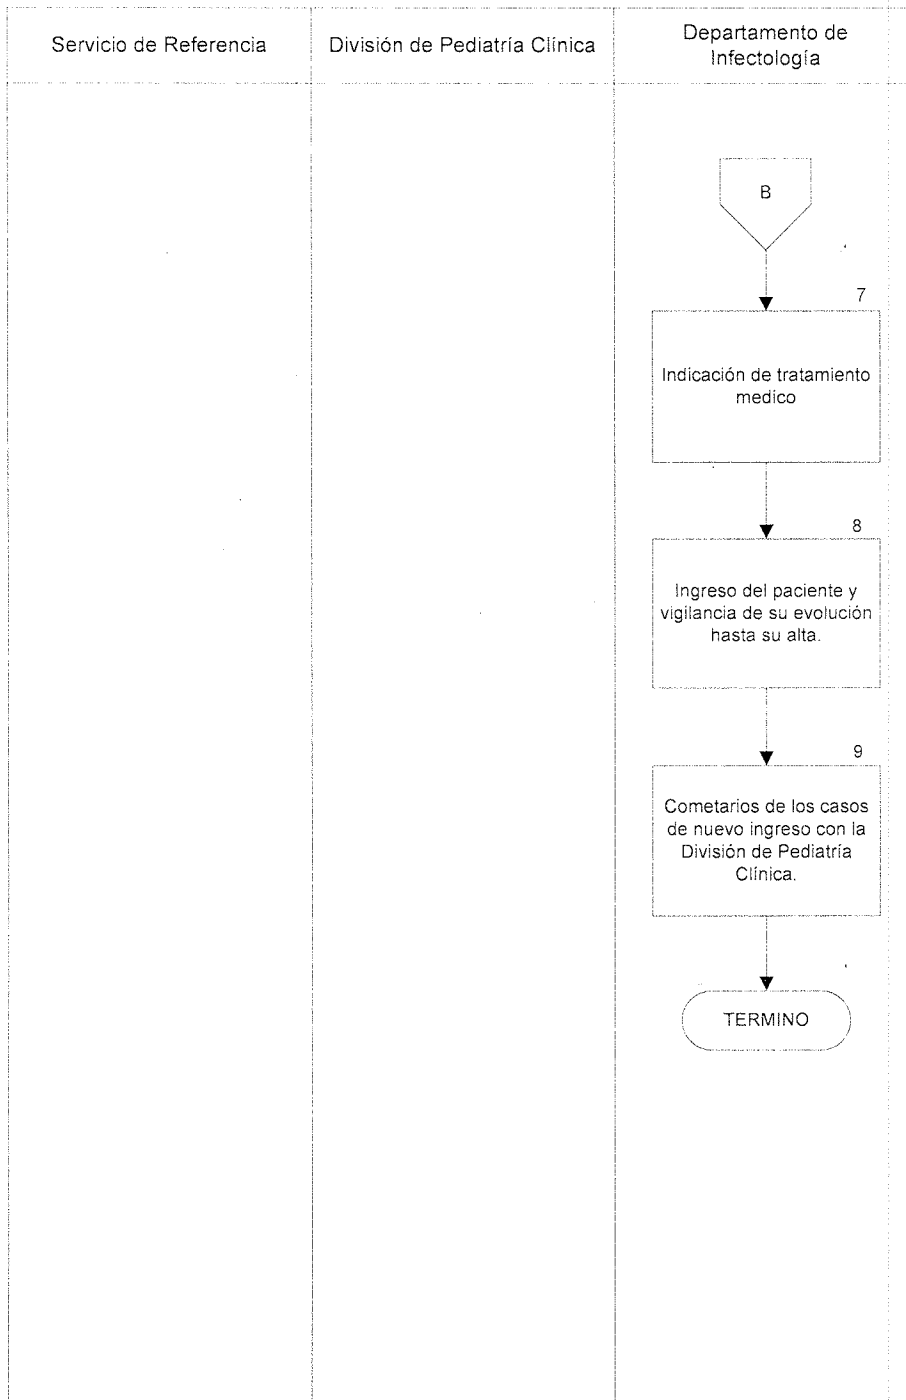 Servicio de Referencia
División de Pediatría Clínica
Departamento de
Infectología
B
7
Indicación de tratamiento
medico
8
Ingreso del paciente y
vigilancia de su evolución
hasta su alta.
9
Cometarios de los casos
de nuevo ingreso con la
División de Pediatría
Clínica.
TERMINO